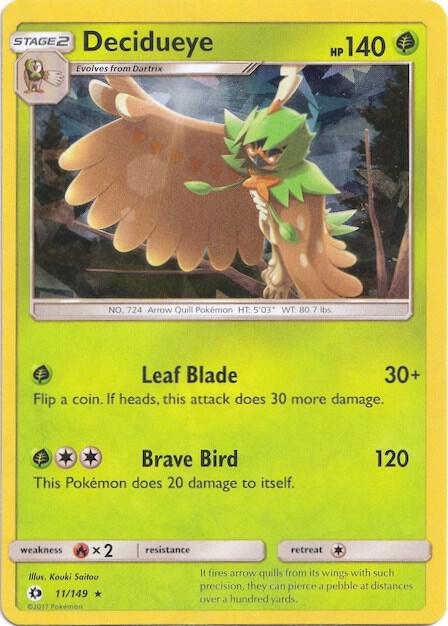 STAGE2 Decidueye HP 140
Evolves from Dartrix
NO. 724 Arrow Quill Pokémon HT: 5'03" WT: 80.7 lbs.
Leaf Blade 30+
Flip a coin. If heads, this attack does 30 more damage.
Brave Bird 120
This Pokémon does 20 damage to itself.
weakness ×2 resistance retreat
Illus. Kouki Saitou
11/149 ★
©2017 Pokémon
It fires arrow quills from its wings with such
precision, they can pierce a pebble at distances
over a hundred yards.